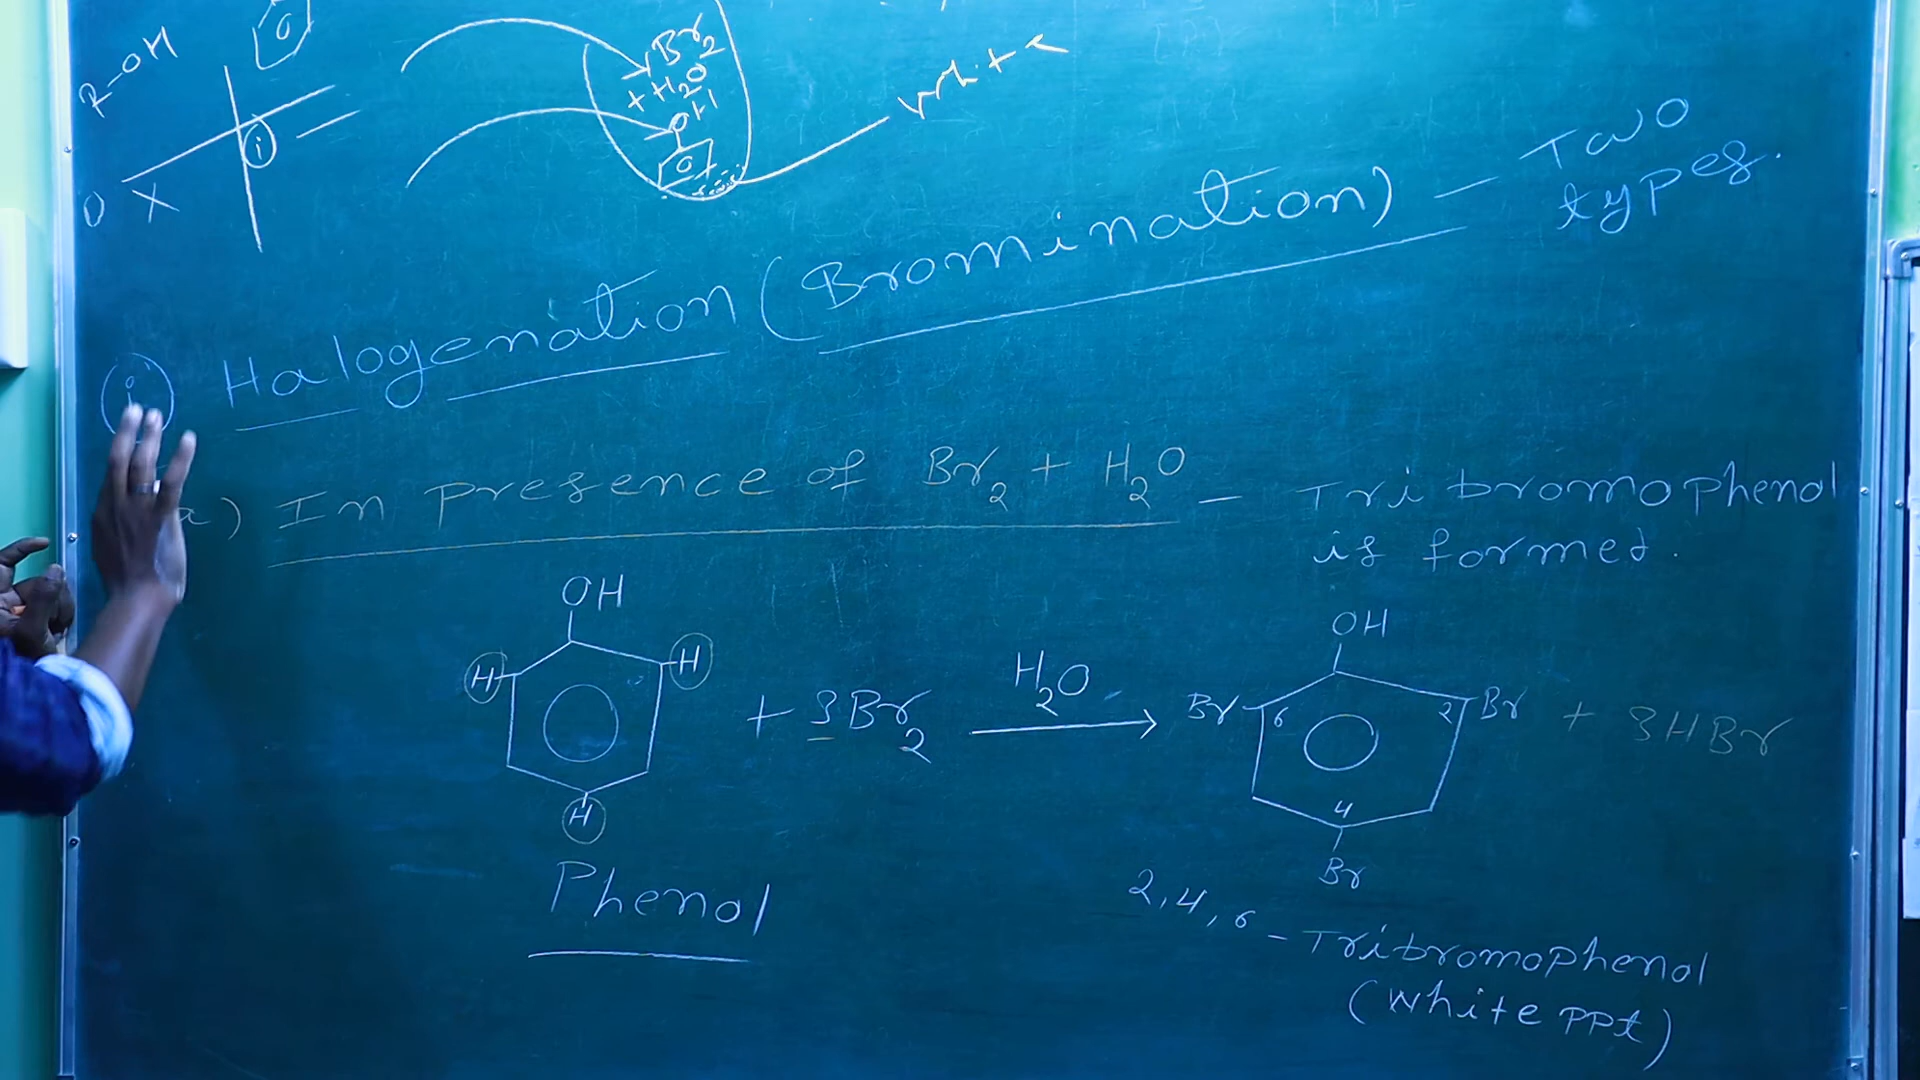 R-OH
Br2
+ H2O
OH
White
i
O X
i Halogenation (Bromination) - Two
types.
a) In presence of Br2 + H2O - Tribromophenol
is formed.
OH
H H
H
+ 3Br2
H2O
OH
Br 6 2 Br + 3HBr
4
Br
Phenol
2,4,6 - Tribromophenol
(White PPt)